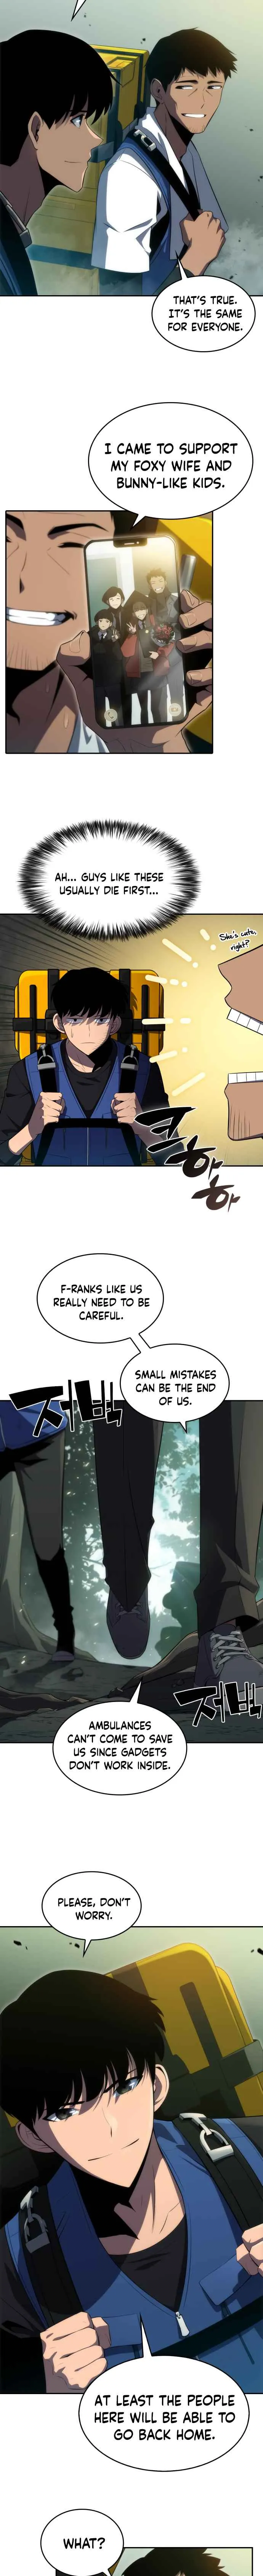 THAT'S TRUE.
IT'S THE SAME
FOR EVERYONE.
I CAME TO SUPPORT
MY FOXY WIFE AND
BUNNY-LIKE KIDS.
AH... GUYS LIKE THESE
USUALLY DIE FIRST...
She's cute,
right?
F-RANKS LIKE US
REALLY NEED TO BE
CAREFUL.
SMALL MISTAKES
CAN BE THE END
OF US.
저벅
저벅
AMBULANCES
CAN'T COME TO SAVE
US SINCE GADGETS
DON'T WORK INSIDE.
PLEASE, DON'T
WORRY.
AT LEAST THE PEOPLE
HERE WILL BE ABLE TO
GO BACK HOME.
WHAT?